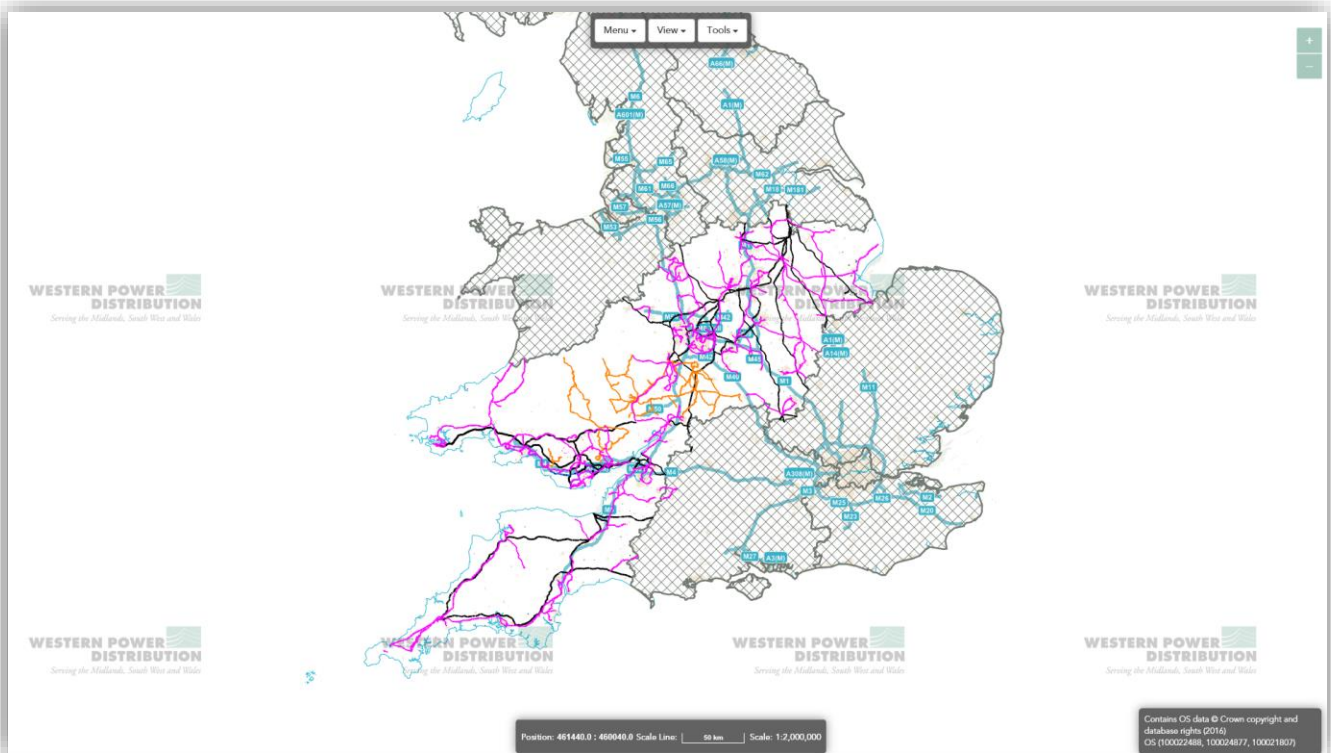 Menu View Tools
+
−
A66(M)
M6
A1(M)
A601(M)
M55
M65
A58(M)
M62
M61
M66
M18
M181
M57
A57(M)
M56
M53
WESTERN POWER
DISTRIBUTION
Serving the Midlands, South West and Wales
WESTERN POWER
DISTRIBUTION
Serving the Midlands, South West and Wales
WESTERN POWER
DISTRIBUTION
WESTERN POWER
DISTRIBUTION
Serving the Midlands, South West and Wales
M42
A1(M)
A14(M)
M45
M40
M1
M11
M4
A308(M)
M3
M25
M26
M2
M23
M20
M27
A3(M)
WESTERN POWER
DISTRIBUTION
Serving the Midlands, South West and Wales
WESTERN POWER
DISTRIBUTION
Serving the Midlands, South West and Wales
WESTERN POWER
DISTRIBUTION
Serving the Midlands, South West and Wales
WESTERN POWER
DISTRIBUTION
Serving the Midlands, South West and Wales
Position: 461440.0 : 460040.0 Scale Line: 50 km Scale: 1:2,000,000
Contains OS data © Crown copyright and
database rights (2016)
OS (100022488, 100024877, 100021807)